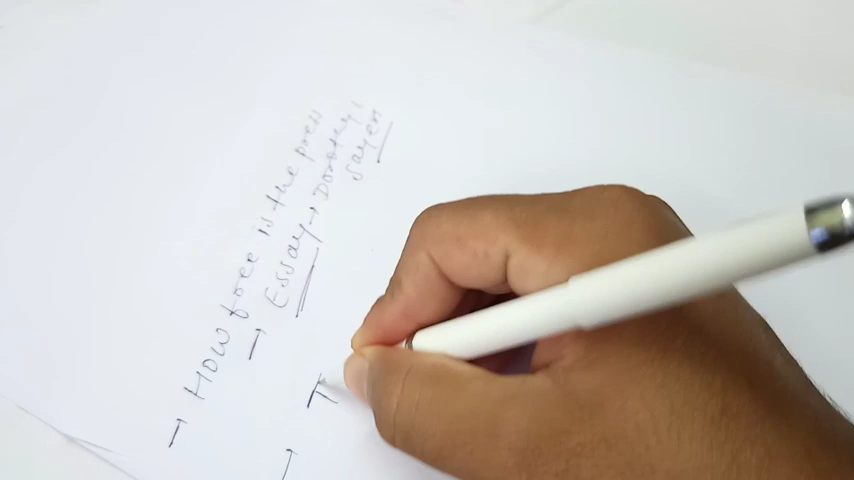 → How free is the press
→ Essay → Dorothy L
Sayers
→ T